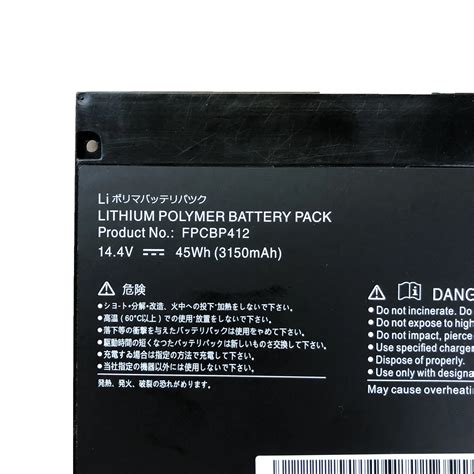 Li ポリマバッテリパック
LITHIUM POLYMER BATTERY PACK
Product No.: FPCBP412
14.4V ⎓ 45Wh (3150mAh)
⚠ 危険
●ショート・分解・改造、火中への投下・加熱をしないで下さい。
●高温（60°C以上）での使用・放置をしないで下さい。
●落下等の衝撃を与えたバッテリパックは使用をやめて下さい。
●駆動時間の短くなったバッテリパックは新しいものと交換して下さい。
●充電する場合は指定の方法で充電して下さい。
●当社指定の機器以外には使用しないで下さい。
発熱、発火、破裂の恐れがあります。
DANG
●Do not incinerate. Do
●Do not expose to high
●Do not impact, pierce
●Use specified charger
●Dispose of properly.
●Use only with designa
May cause overheating